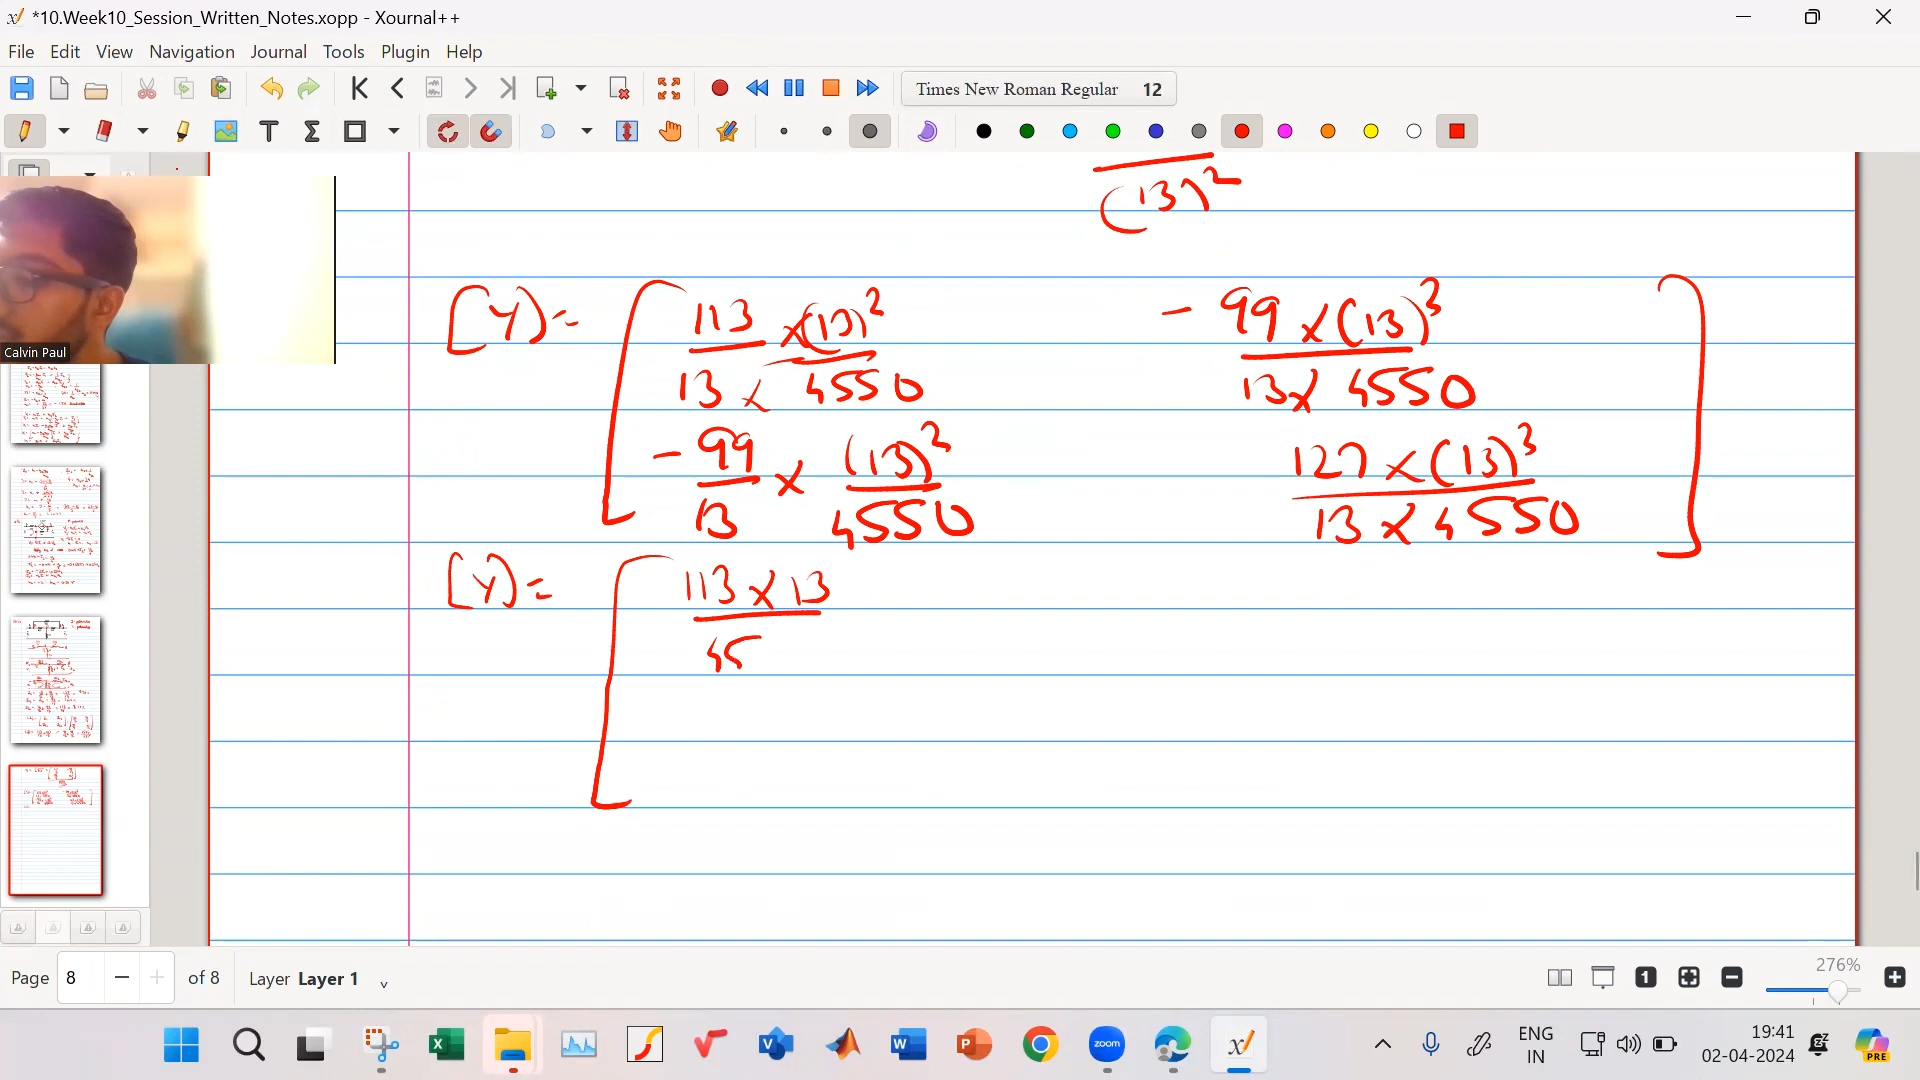 *10.Week10_Session_Written_Notes.xopp - Xournal++
File Edit View Navigation Journal Tools Plugin Help
Times New Roman Regular 12
Calvin Paul
(13)²
[Y] = [ 113/13 × (13)²/4550   - 99 × (13)³/13 × 4550
- 99/13 × (13)²/4550   127 × (13)³/13 × 4550 ]
[Y] = [ 113 × 13
45
Page 8 of 8 Layer Layer 1 276%
ENG
IN
19:41
02-04-2024
zoom
PRE